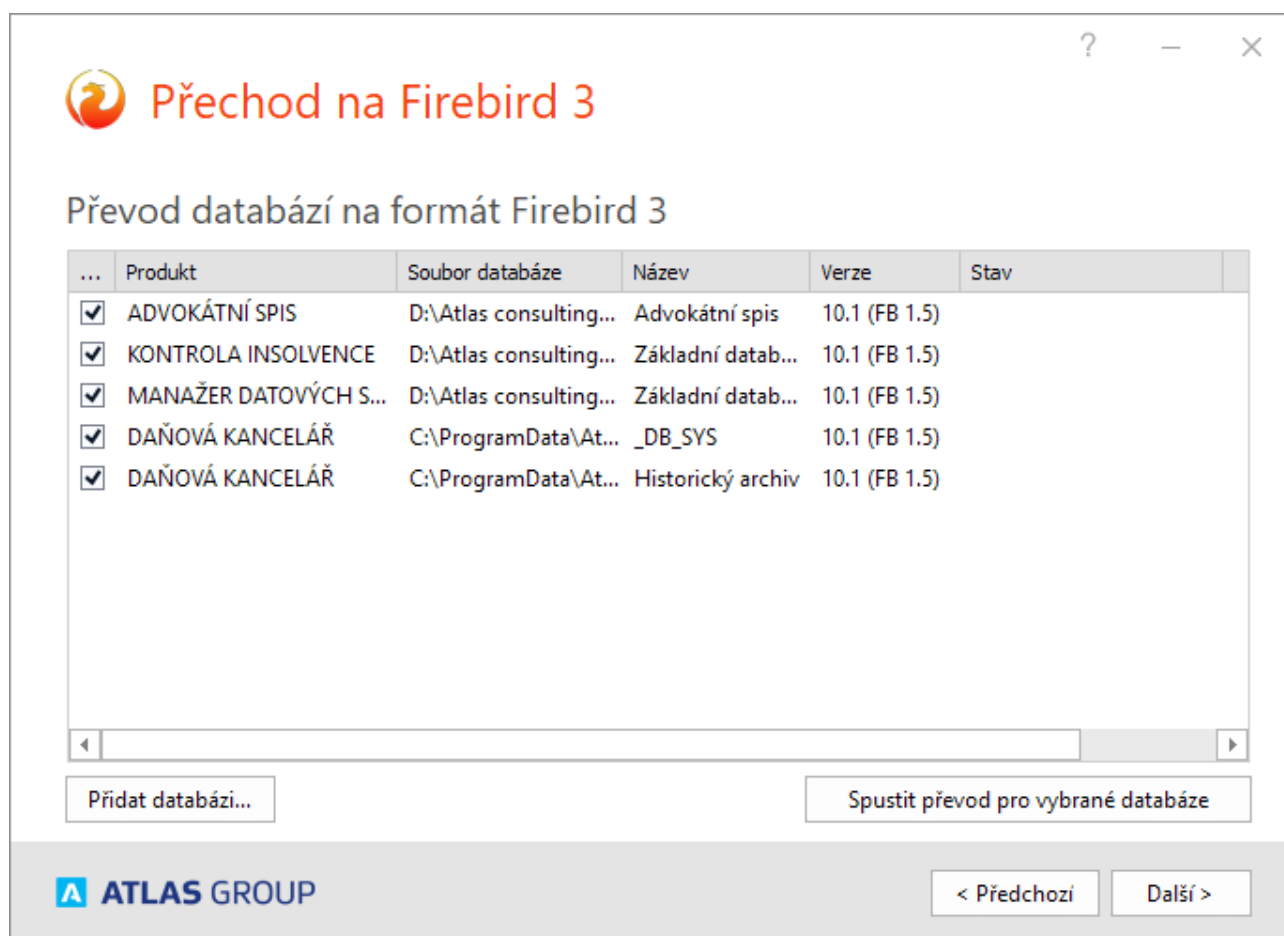 ?
Přechod na Firebird 3
Převod databází na formát Firebird 3
... Produkt Soubor databáze Název Verze Stav
ADVOKÁTNÍ SPIS D:\Atlas consulting... Advokátní spis 10.1 (FB 1.5)
KONTROLA INSOLVENCE D:\Atlas consulting... Základní datab... 10.1 (FB 1.5)
MANAŽER DATOVÝCH S... D:\Atlas consulting... Základní datab... 10.1 (FB 1.5)
DAŇOVÁ KANCELÁŘ C:\ProgramData\At... _DB_SYS 10.1 (FB 1.5)
DAŇOVÁ KANCELÁŘ C:\ProgramData\At... Historický archiv 10.1 (FB 1.5)
Přidat databázi... Spustit převod pro vybrané databáze
ATLAS GROUP < Předchozí Další >